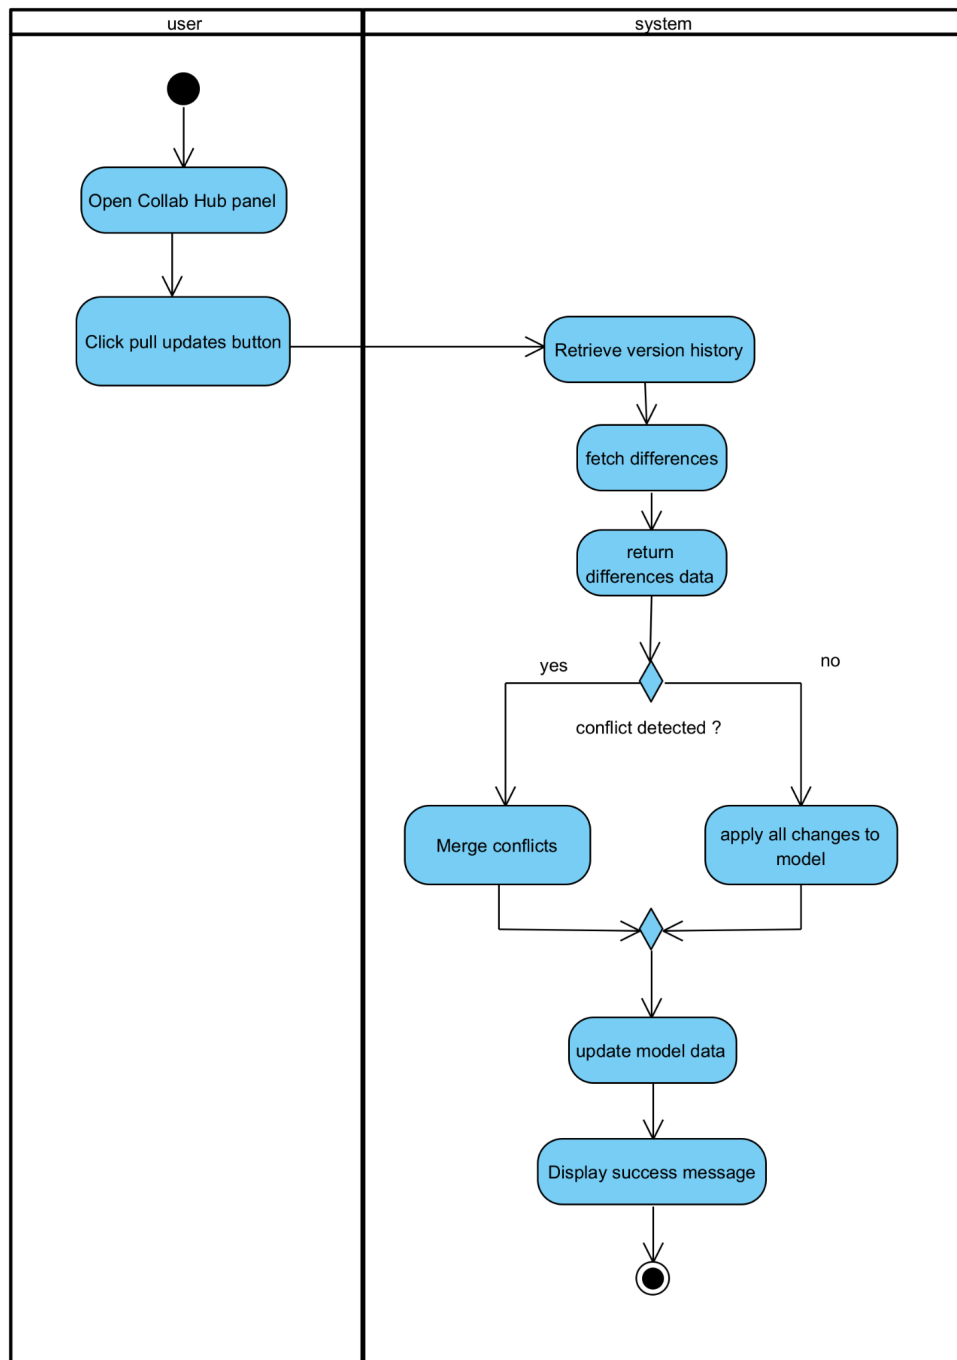 user
system
Open Collab Hub panel
Click pull updates button
Retrieve version history
fetch differences
return
differences data
yes
no
conflict detected ?
Merge conflicts
apply all changes to
model
update model data
Display success message